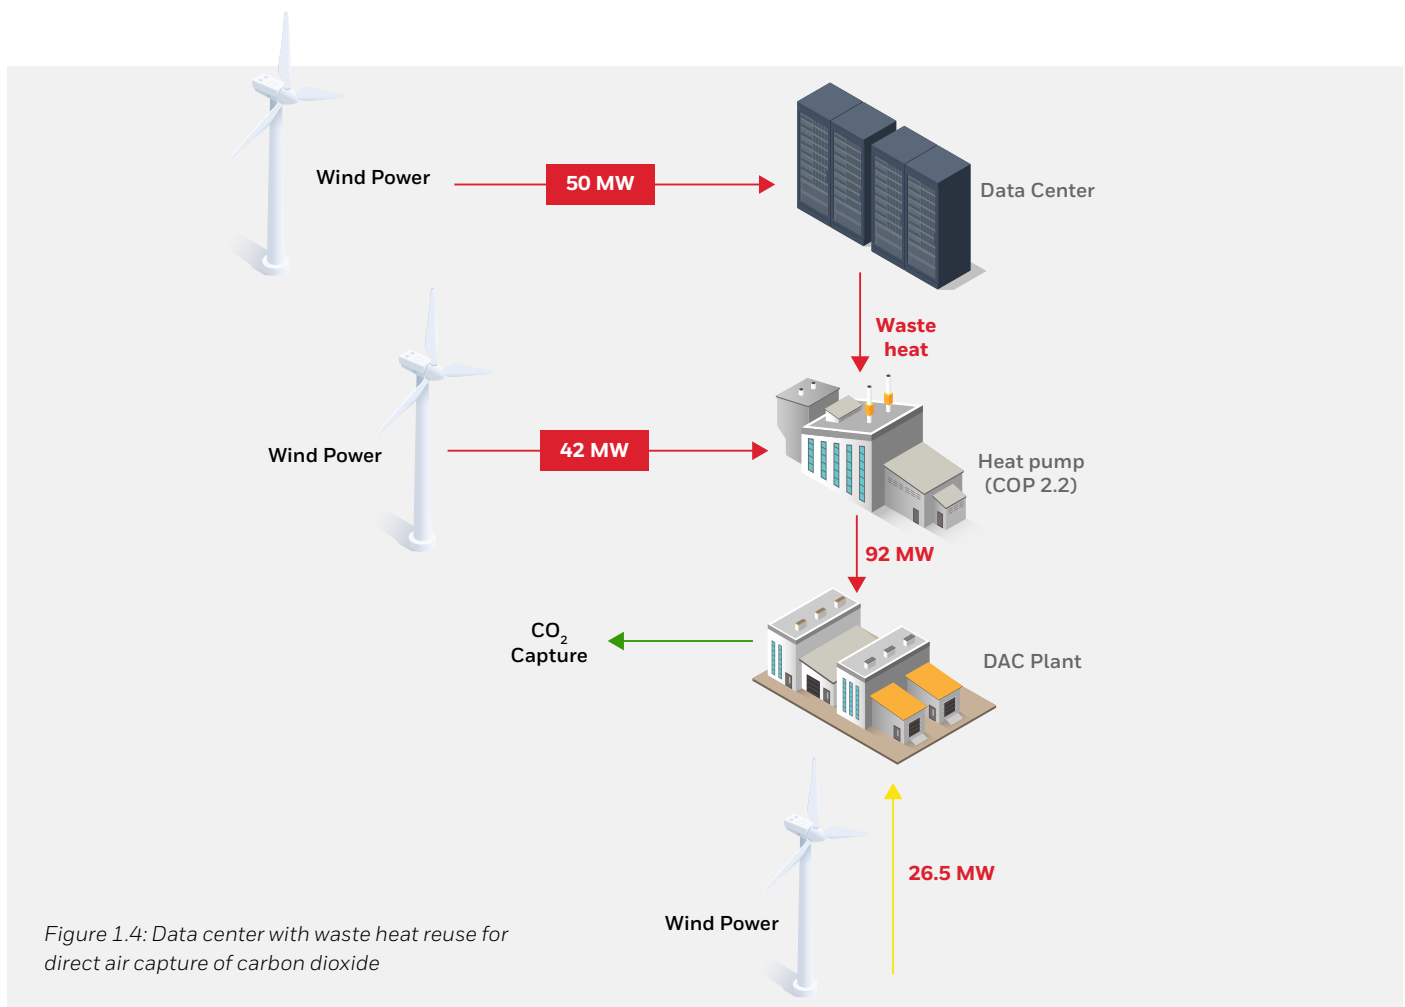 Wind Power
50 MW
Data Center
Waste
heat
Wind Power
42 MW
Heat pump
(COP 2.2)
92 MW
CO₂
Capture
DAC Plant
26.5 MW
Wind Power
Figure 1.4: Data center with waste heat reuse for
direct air capture of carbon dioxide